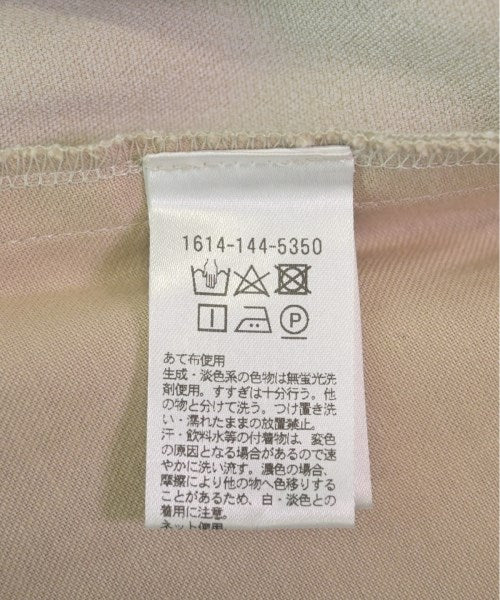 1614-144-5350
P
あて布使用
生成・淡色系の色物は無蛍光洗
剤使用。すすぎは十分行う。他
の物と分けて洗う。つけ置き洗
い・濡れたままの放置禁止。
汗・飲料水等の付着物は、変色
の原因となる場合があるので速
やかに洗い流す。濃色の場合、
摩擦により他の物へ色移りする
ことがあるため、白・淡色との
着用に注意。
ネット使用